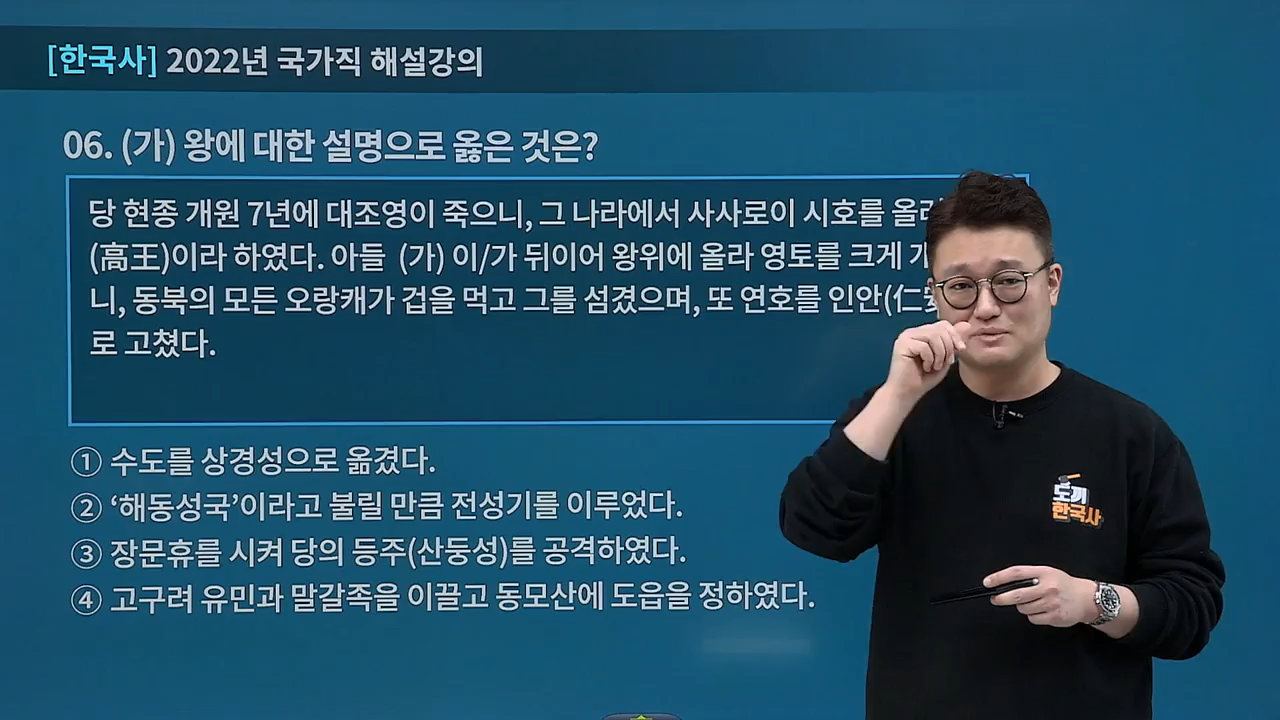 [한국사] 2022년 국가직 해설강의
06. (가) 왕에 대한 설명으로 옳은 것은?
당 현종 개원 7년에 대조영이 죽으니, 그 나라에서 사사로이 시호를 올
(高王)이라 하였다. 아들 (가) 이/가 뒤이어 왕위에 올라 영토를 크게
니, 동북의 모든 오랑캐가 겁을 먹고 그를 섬겼으며, 또 연호를 인안(仁
로 고쳤다.
① 수도를 상경성으로 옮겼다.
② ‘해동성국’이라고 불릴 만큼 전성기를 이루었다.
③ 장문휴를 시켜 당의 등주(산둥성)를 공격하였다.
④ 고구려 유민과 말갈족을 이끌고 동모산에 도읍을 정하였다.
도끼
한국사